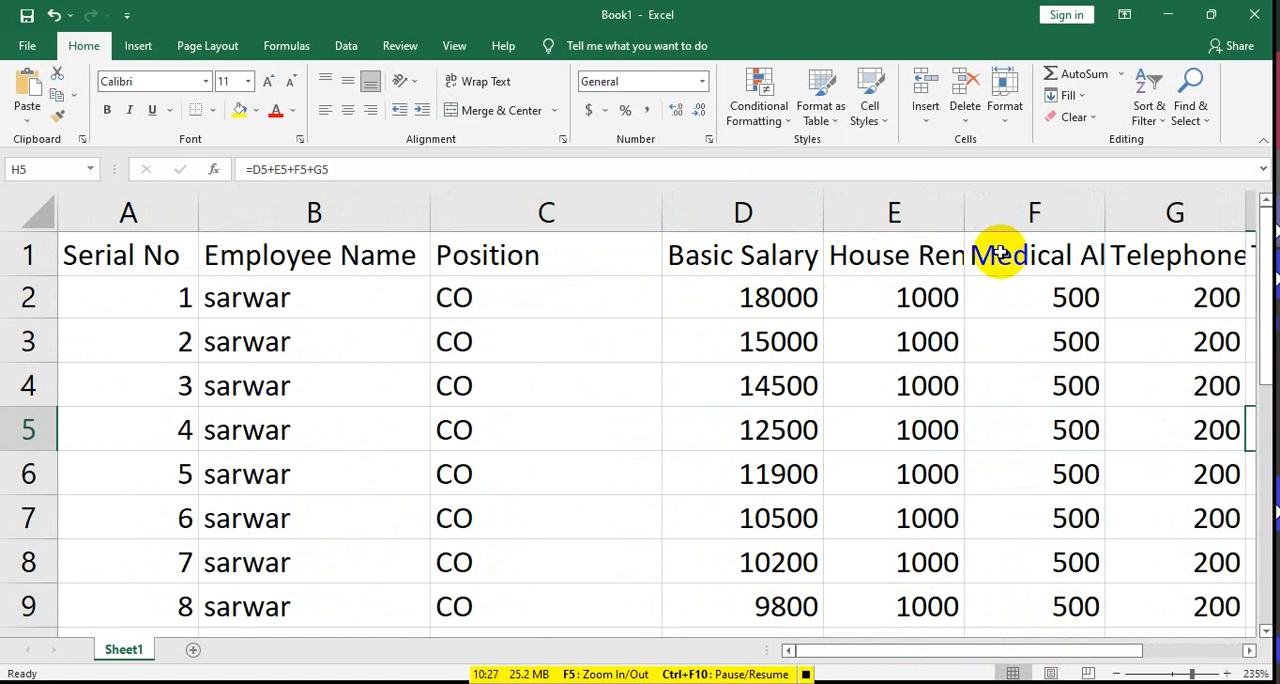 Book1 - Excel
Sign in
File Home Insert Page Layout Formulas Data Review View Help Tell me what you want to do Share
Paste
Clipboard
Calibri 11
B I U
Font
Wrap Text
Merge & Center
Alignment
General
$ % ,
Number
Conditional Formatting
Format as Table
Cell Styles
Styles
Insert Delete Format
Cells
AutoSum
Fill
Clear
Sort & Filter
Find & Select
Editing
H5 fx =D5+E5+F5+G5
A B C D E F G
1 Serial No Employee Name Position Basic Salary House Ren Medical Al Telephone
2 1 sarwar CO 18000 1000 500 200
3 2 sarwar CO 15000 1000 500 200
4 3 sarwar CO 14500 1000 500 200
5 4 sarwar CO 12500 1000 500 200
6 5 sarwar CO 11900 1000 500 200
7 6 sarwar CO 10500 1000 500 200
8 7 sarwar CO 10200 1000 500 200
9 8 sarwar CO 9800 1000 500 200
Sheet1
Ready
10:27 25.2 MB F5: Zoom In/Out Ctrl+F10: Pause/Resume
235%